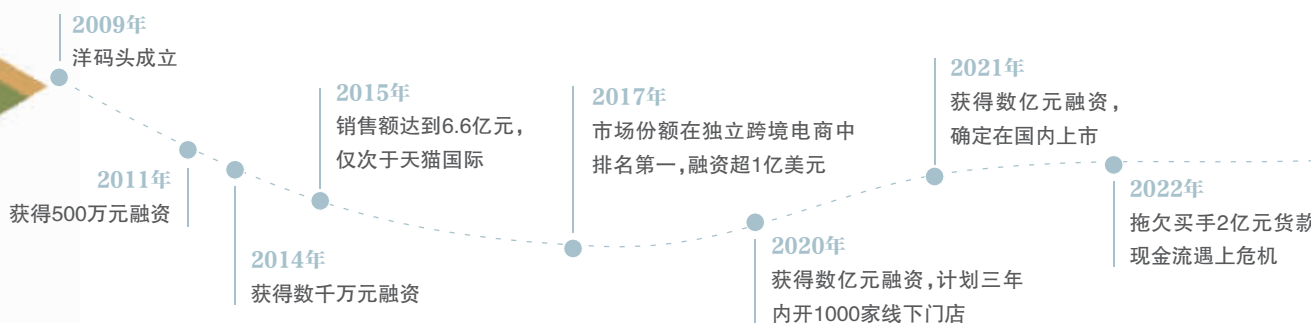 2009年
洋码头成立
2011年
获得500万元融资
2014年
获得数千万元融资
2015年
销售额达到6.6亿元，
仅次于天猫国际
2017年
市场份额在独立跨境电商中
排名第一，融资超1亿美元
2020年
获得数亿元融资，计划三年
内开1000家线下门店
2021年
获得数亿元融资，
确定在国内上市
2022年
拖欠买手2亿元货款
现金流遇上危机